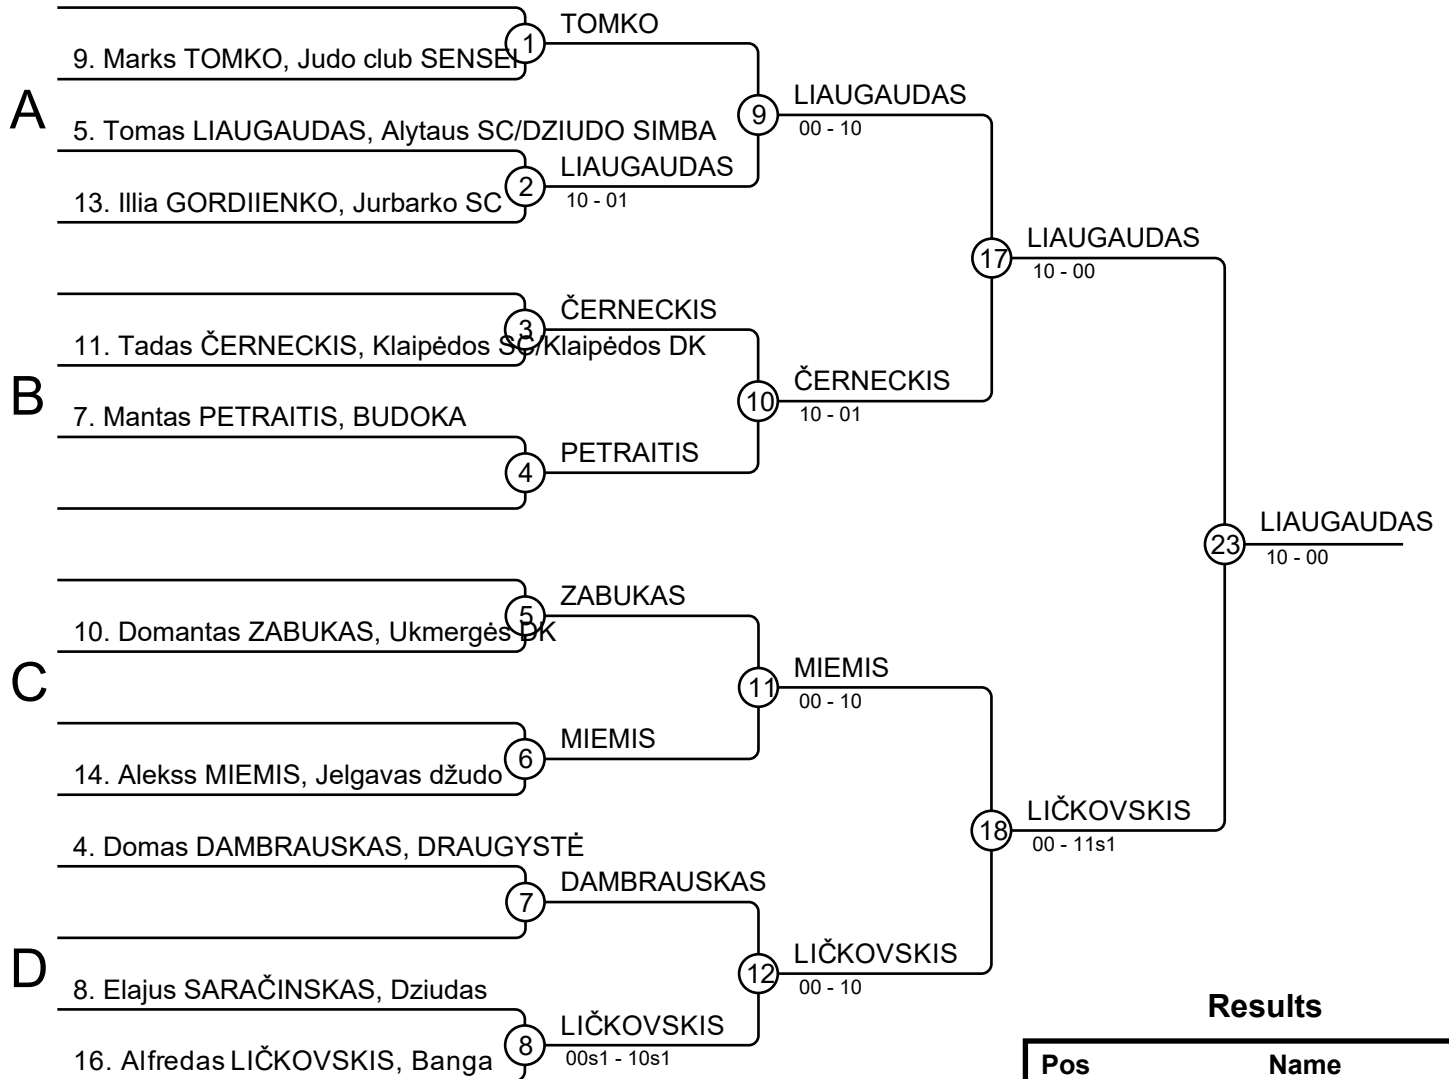 TOMKO
1
9. Marks TOMKO, Judo club SENSEI
A
LIAUGAUDAS
9
00 - 10
5. Tomas LIAUGAUDAS, Alytaus SC/DZIUDO SIMBA
LIAUGAUDAS
2
10 - 01
13. Illia GORDIIENKO, Jurbarko SC
LIAUGAUDAS
17
10 - 00
ČERNECKIS
3
11. Tadas ČERNECKIS, Klaipėdos SC/Klaipėdos DK
B
ČERNECKIS
10
10 - 01
7. Mantas PETRAITIS, BUDOKA
PETRAITIS
4
LIAUGAUDAS
23
10 - 00
ZABUKAS
5
10. Domantas ZABUKAS, Ukmergės DK
C
MIEMIS
11
00 - 10
MIEMIS
6
14. Alekss MIEMIS, Jelgavas džudo
LIČKOVSKIS
18
00 - 11s1
4. Domas DAMBRAUSKAS, DRAUGYSTĖ
DAMBRAUSKAS
7
D
LIČKOVSKIS
12
00 - 10
8. Elajus SARAČINSKAS, Dziudas
LIČKOVSKIS
8
00s1 - 10s1
16. Alfredas LIČKOVSKIS, Banga
Results
Pos Name